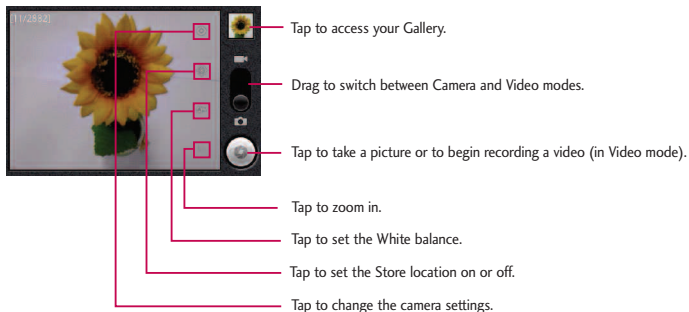 Tap to access your Gallery.
Drag to switch between Camera and Video modes.
Tap to take a picture or to begin recording a video (in Video mode).
Tap to zoom in.
Tap to set the White balance.
Tap to set the Store location on or off.
Tap to change the camera settings.